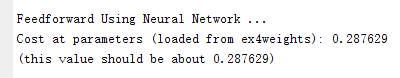 Feedforward Using Neural Network ...
Cost at parameters (loaded from ex4weights): 0.287629
(this value should be about 0.287629)